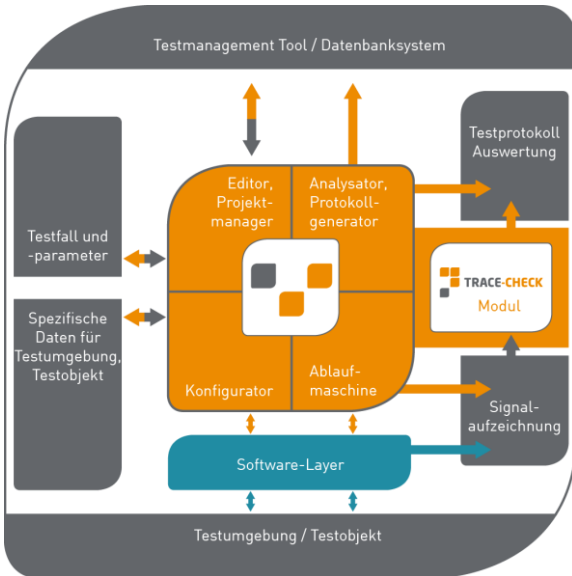 Testmanagement Tool / Datenbanksystem
Testfall und
-parameter
Spezifische
Daten für
Testumgebung,
Testobjekt
Editor,
Projekt-
manager
Analysator,
Protokoll-
generator
Konfigurator
Ablauf-
maschine
Testprotokoll
Auswertung
TRACE-CHECK
Modul
Signal-
aufzeichnung
Software-Layer
Testumgebung / Testobjekt